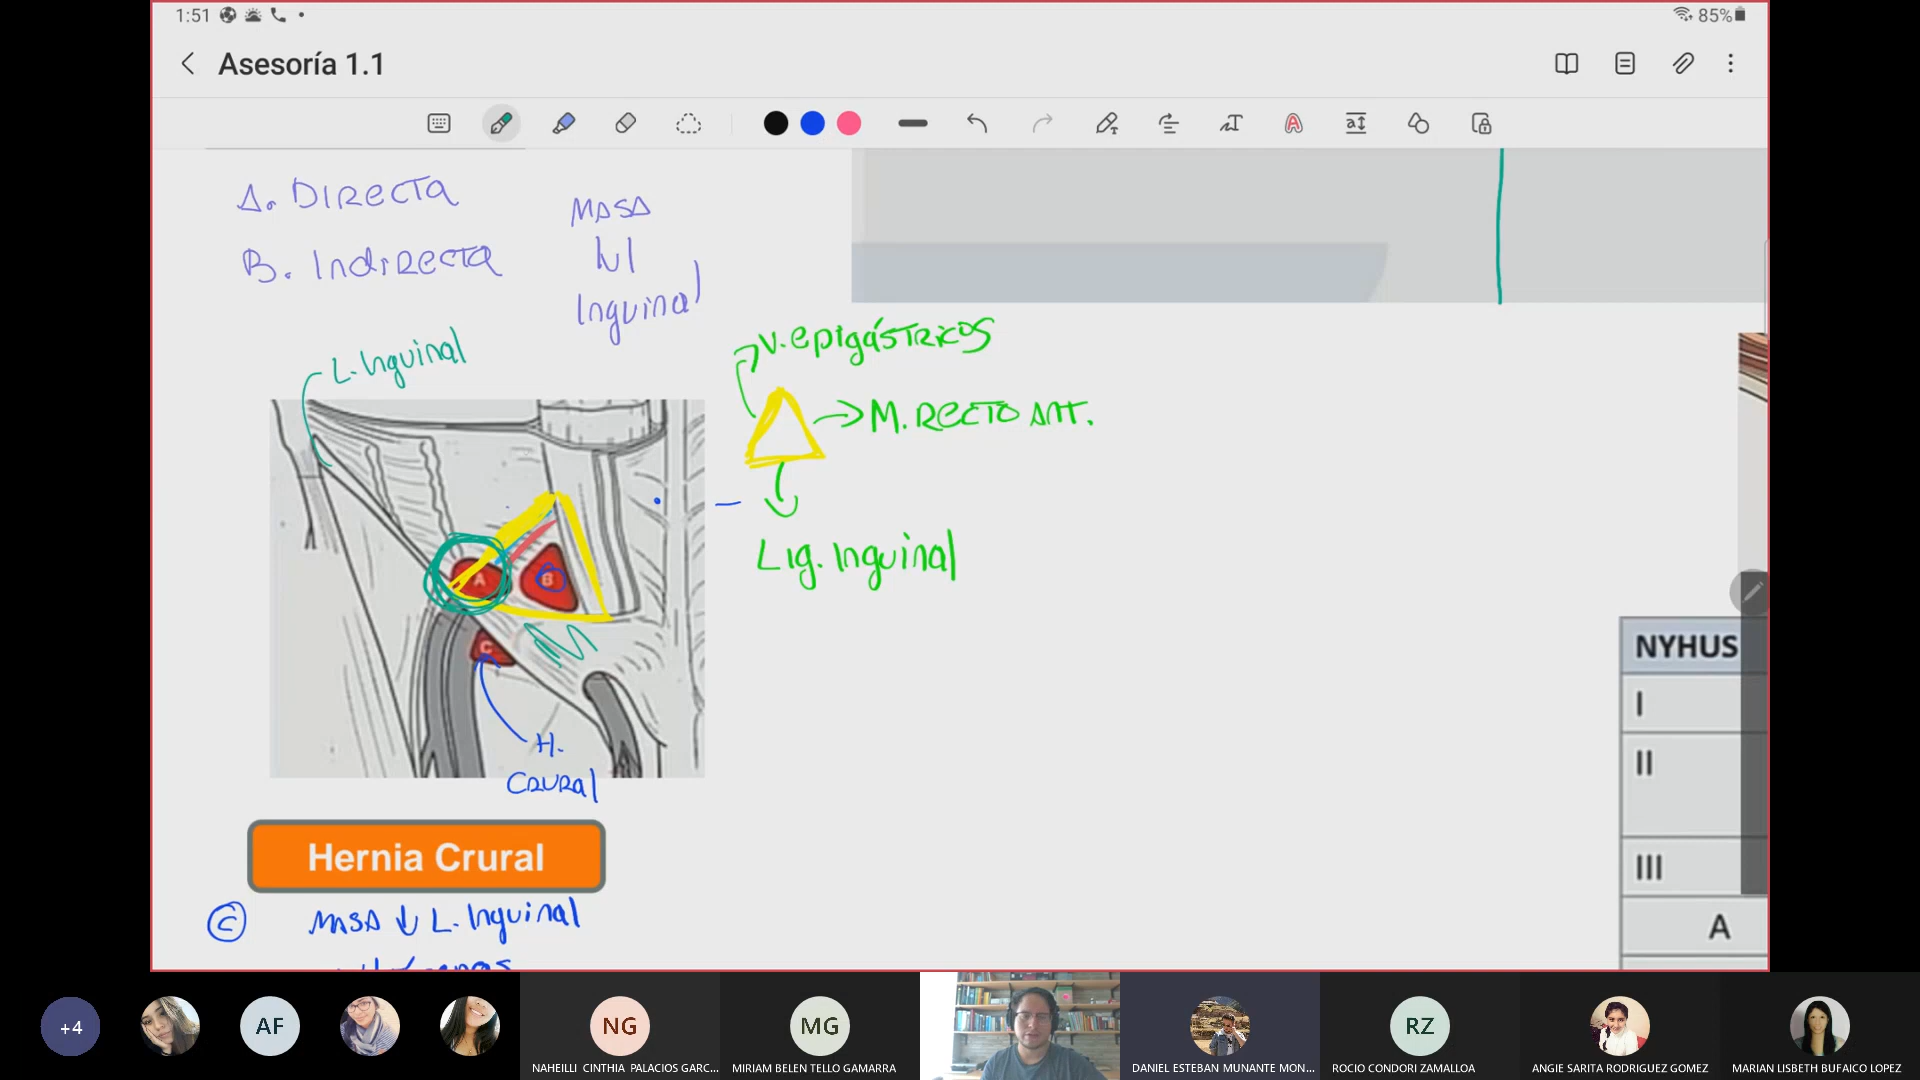 1:51
85%
Asesoría 1.1
A. DIRECTA
B. IndIRECTA
MASA
Inguinal
L. Inguinal
V. epigástricos
M. RECTO ANT.
Lig. Inguinal
A
B
C
H.
CRURAL
Hernia Crural
C
MASA ↓ L. Inguinal
NYHUS
I
II
III
A
+4
AF
NG
MG
RZ
NAHEILLI CINTHIA PALACIOS GARC...
MIRIAM BELEN TELLO GAMARRA
DANIEL ESTEBAN MUNANTE MON...
ROCIO CONDORI ZAMALLOA
ANGIE SARITA RODRIGUEZ GOMEZ
MARIAN LISBETH BUFAICO LOPEZ